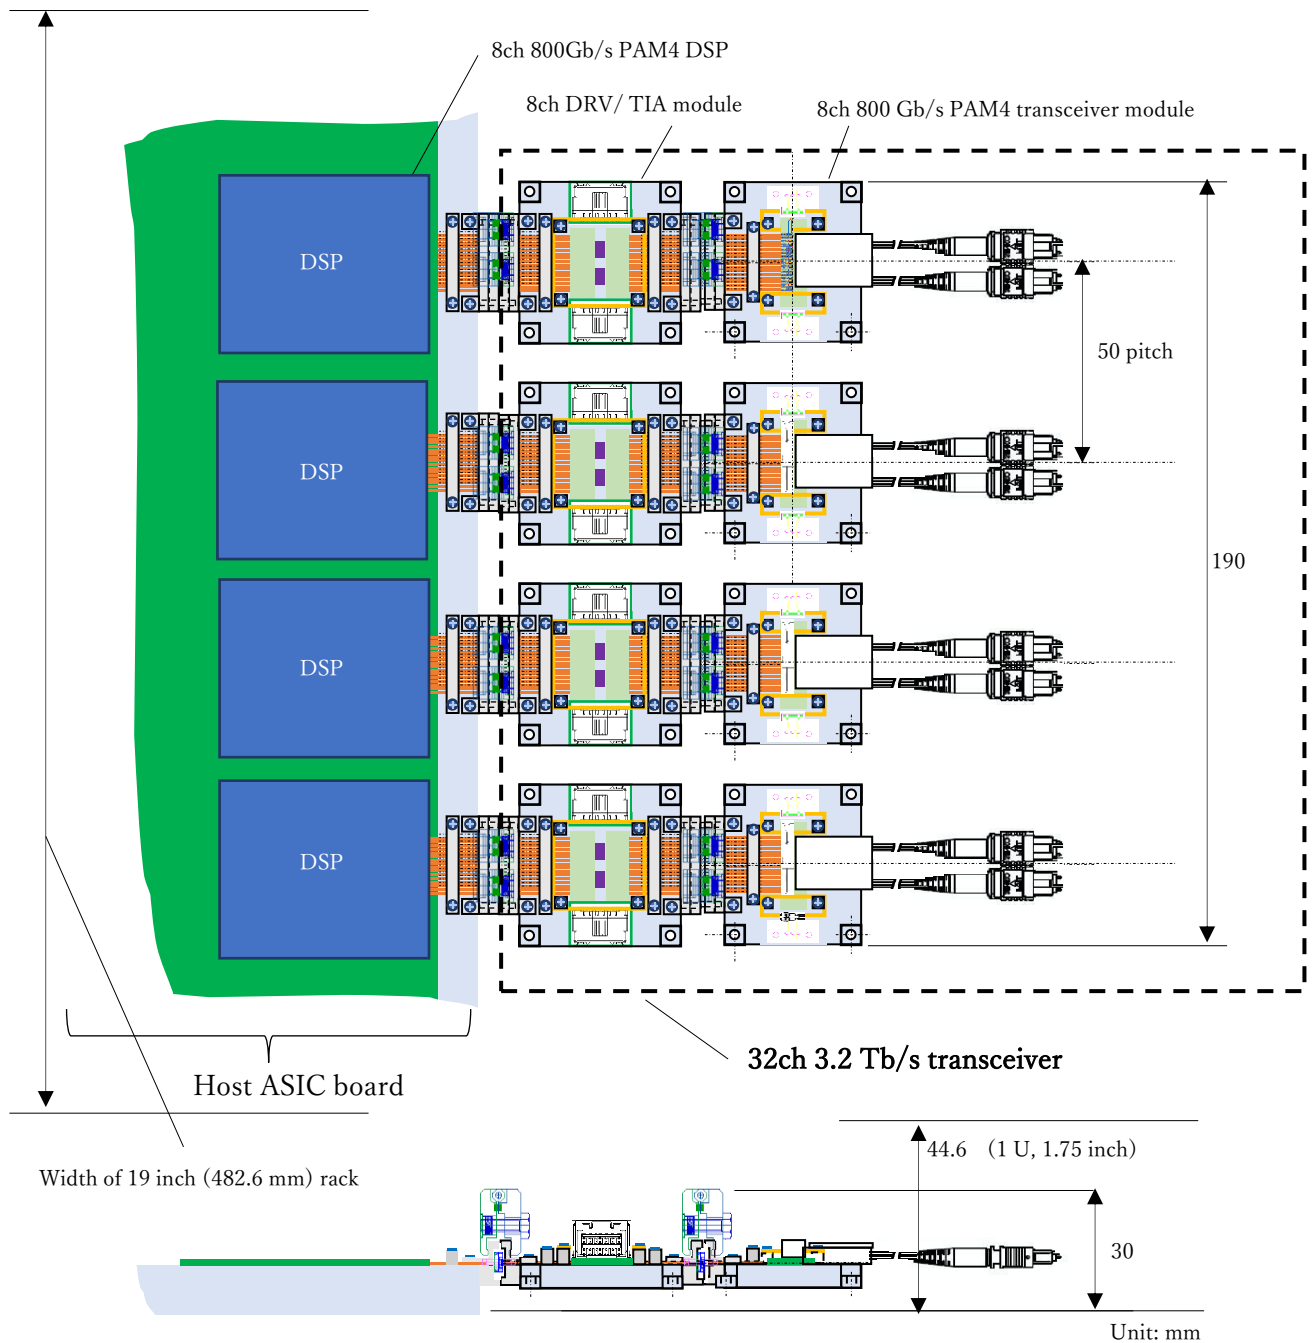 8ch 800Gb/s PAM4 DSP
8ch DRV/ TIA module
8ch 800 Gb/s PAM4 transceiver module
DSP
50 pitch
DSP
190
DSP
DSP
32ch 3.2 Tb/s transceiver
Host ASIC board
44.6 (1 U, 1.75 inch)
Width of 19 inch (482.6 mm) rack
30
Unit: mm